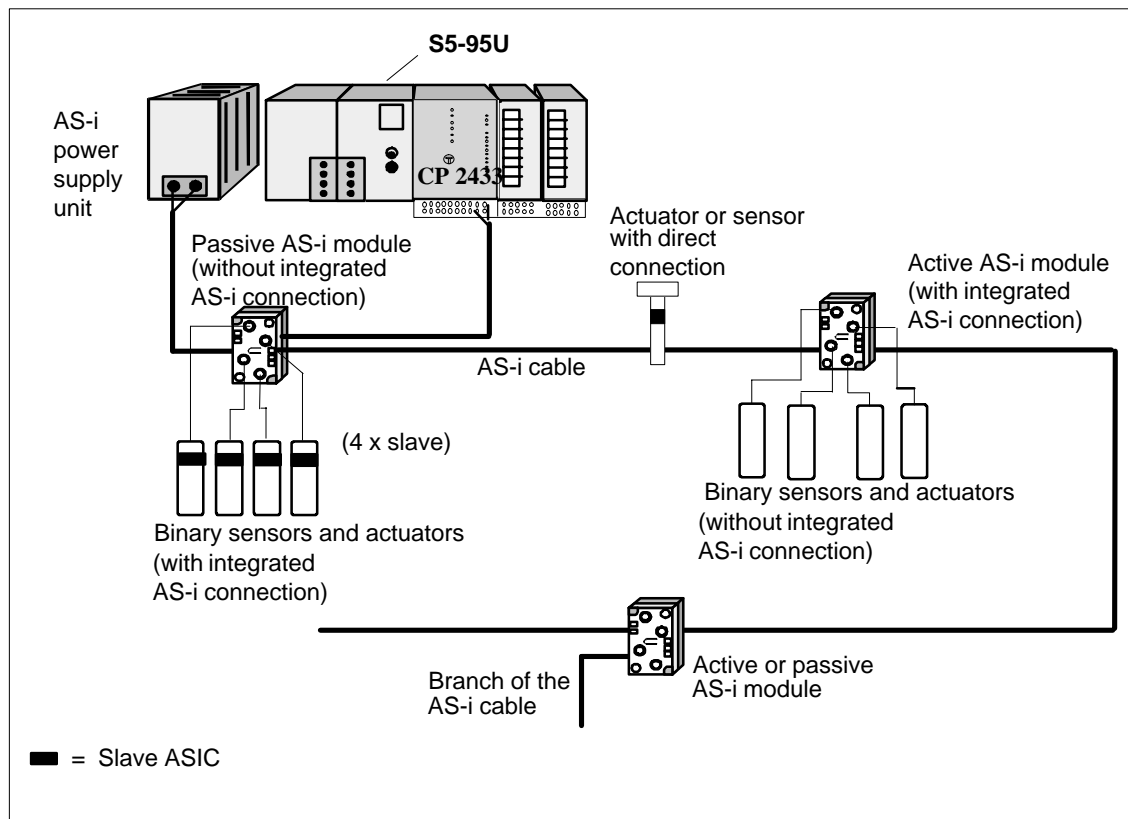 S5-95U
AS-i
power
supply
unit
CP 2433
Passive AS-i module
(without integrated
AS-i connection)
Actuator or sensor
with direct
connection
Active AS-i module
(with integrated
AS-i connection)
AS-i cable
(4 x slave)
Binary sensors and actuators
(with integrated
AS-i connection)
Binary sensors and actuators
(without integrated
AS-i connection)
Branch of the
AS-i cable
Active or passive
AS-i module
= Slave ASIC